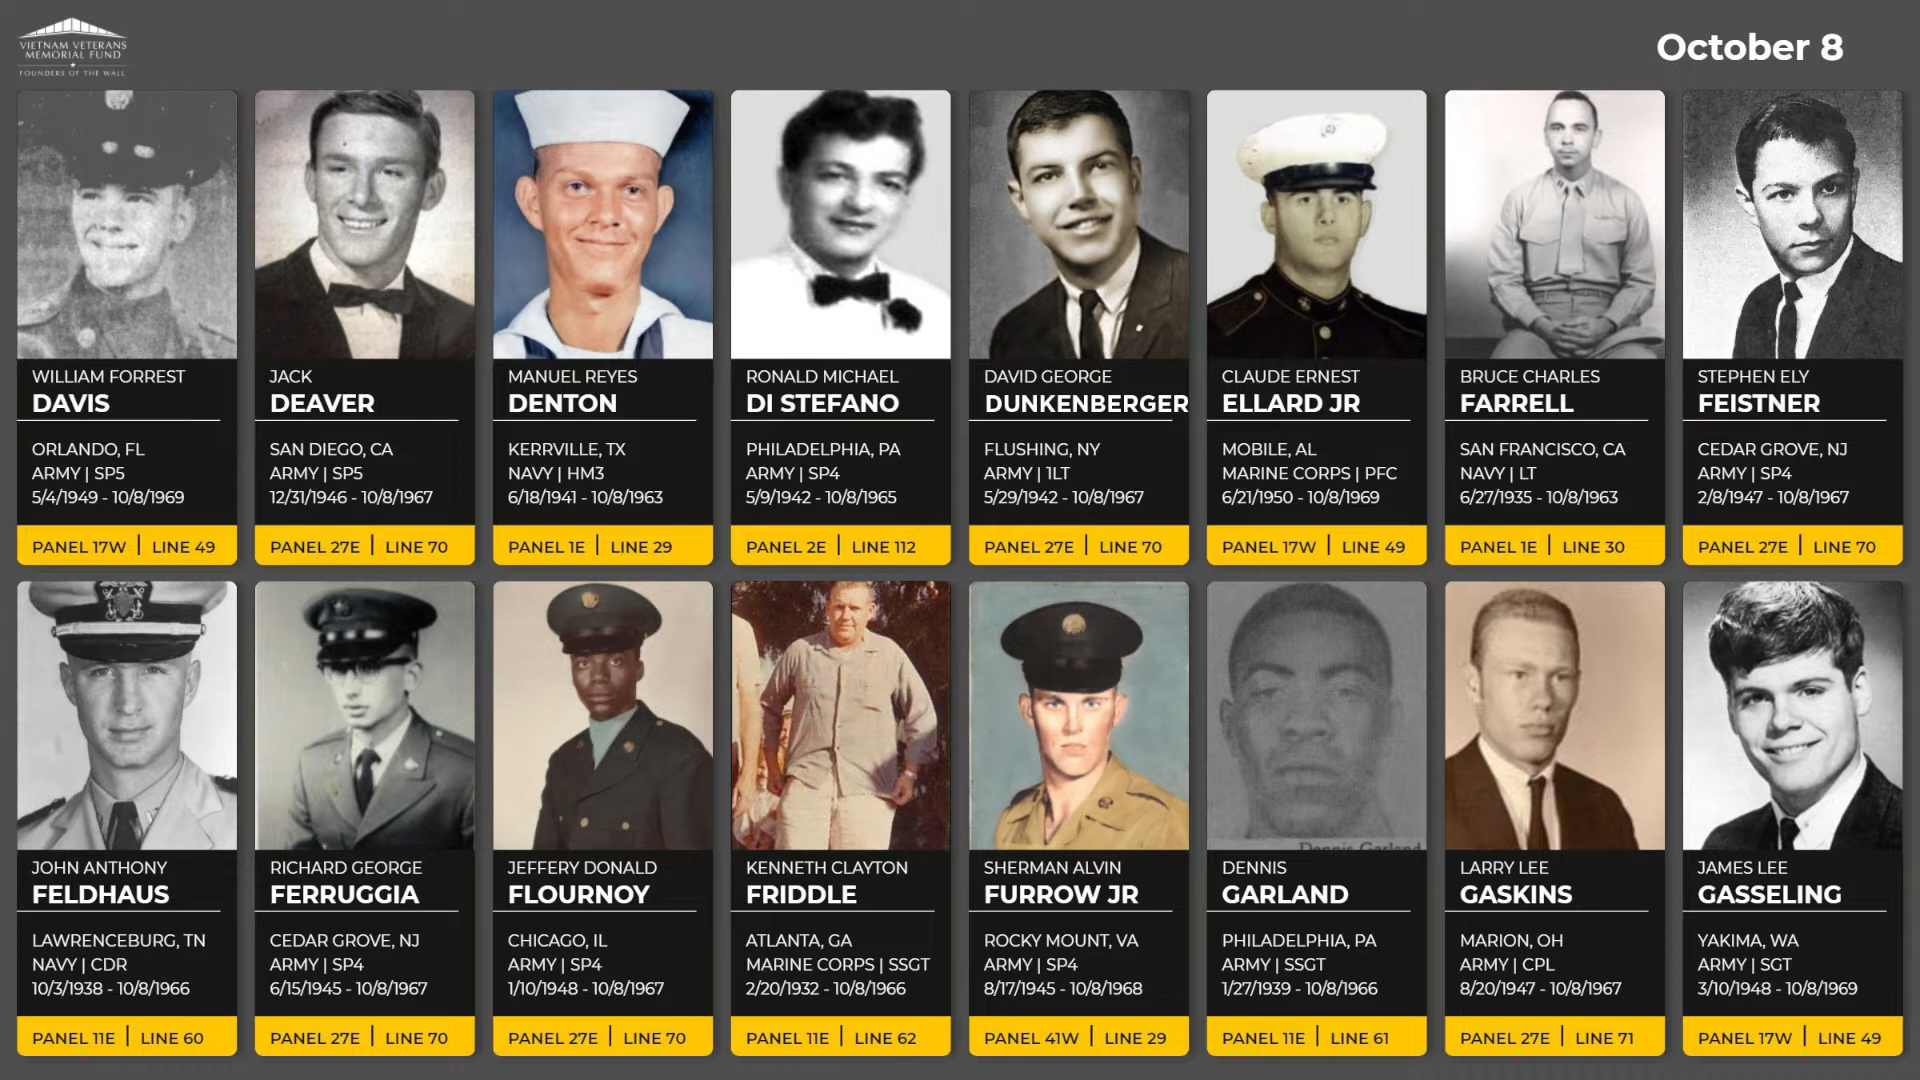 VIETNAM VETERANS
MEMORIAL FUND
FOUNDERS OF THE WALL
October 8
WILLIAM FORREST
DAVIS
ORLANDO, FL
ARMY | SP5
5/4/1949 - 10/8/1969
PANEL 17W | LINE 49
JACK
DEAVER
SAN DIEGO, CA
ARMY | SP5
12/31/1946 - 10/8/1967
PANEL 27E | LINE 70
MANUEL REYES
DENTON
KERRVILLE, TX
NAVY | HM3
6/18/1941 - 10/8/1963
PANEL 1E | LINE 29
RONALD MICHAEL
DI STEFANO
PHILADELPHIA, PA
ARMY | SP4
5/9/1942 - 10/8/1965
PANEL 2E | LINE 112
DAVID GEORGE
DUNKENBERGER
FLUSHING, NY
ARMY | 1LT
5/29/1942 - 10/8/1967
PANEL 27E | LINE 70
CLAUDE ERNEST
ELLARD JR
MOBILE, AL
MARINE CORPS | PFC
6/21/1950 - 10/8/1969
PANEL 17W | LINE 49
BRUCE CHARLES
FARRELL
SAN FRANCISCO, CA
NAVY | LT
6/27/1935 - 10/8/1963
PANEL 1E | LINE 30
STEPHEN ELY
FEISTNER
CEDAR GROVE, NJ
ARMY | SP4
2/8/1947 - 10/8/1967
PANEL 27E | LINE 70
JOHN ANTHONY
FELDHAUS
LAWRENCEBURG, TN
NAVY | CDR
10/3/1938 - 10/8/1966
PANEL 11E | LINE 60
RICHARD GEORGE
FERRUGGIA
CEDAR GROVE, NJ
ARMY | SP4
6/15/1945 - 10/8/1967
PANEL 27E | LINE 70
JEFFERY DONALD
FLOURNOY
CHICAGO, IL
ARMY | SP4
1/10/1948 - 10/8/1967
PANEL 27E | LINE 70
KENNETH CLAYTON
FRIDDLE
ATLANTA, GA
MARINE CORPS | SSGT
2/20/1932 - 10/8/1966
PANEL 11E | LINE 62
SHERMAN ALVIN
FURROW JR
ROCKY MOUNT, VA
ARMY | SP4
8/17/1945 - 10/8/1968
PANEL 41W | LINE 29
Dennis Garland
DENNIS
GARLAND
PHILADELPHIA, PA
ARMY | SSGT
1/27/1939 - 10/8/1966
PANEL 11E | LINE 61
LARRY LEE
GASKINS
MARION, OH
ARMY | CPL
8/20/1947 - 10/8/1967
PANEL 27E | LINE 71
JAMES LEE
GASSELING
YAKIMA, WA
ARMY | SGT
3/10/1948 - 10/8/1969
PANEL 17W | LINE 49